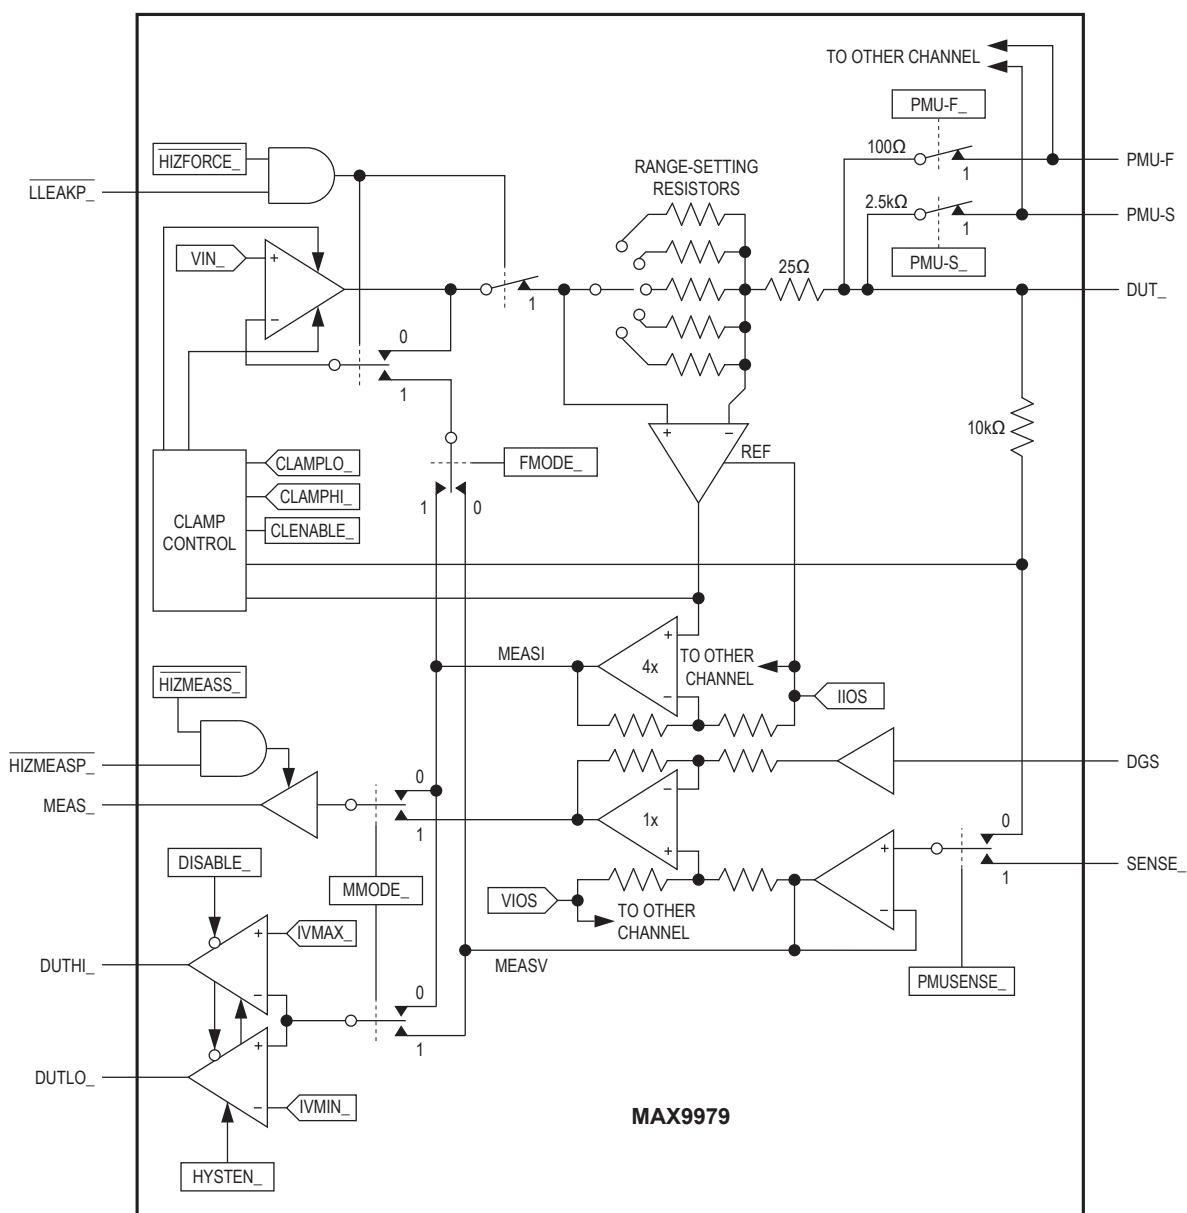 TO OTHER CHANNEL
PMU-F_
HIZFORCE_
100Ω
PMU-F
1
LLEAKP_
RANGE-SETTING
RESISTORS
2.5kΩ
PMU-S
1
VIN_
+
PMU-S_
25Ω
DUT_
1
−
0
1
+
−
10kΩ
REF
CLAMPLO_
FMODE_
CLAMPHI_
1
0
CLAMP
CONTROL
CLENABLE_
+
MEASI
4x
TO OTHER
CHANNEL
HIZMEASS_
−
IIOS
HIZMEASP_
DGS
0
−
MEAS_
1x
0
1
+
+
SENSE_
1
DISABLE_
MMODE_
VIOS
−
TO OTHER
CHANNEL
+
IVMAX_
DUTHI_
MEASV
PMUSENSE_
−
0
+
1
DUTLO_
−
IVMIN_
MAX9979
HYSTEN_